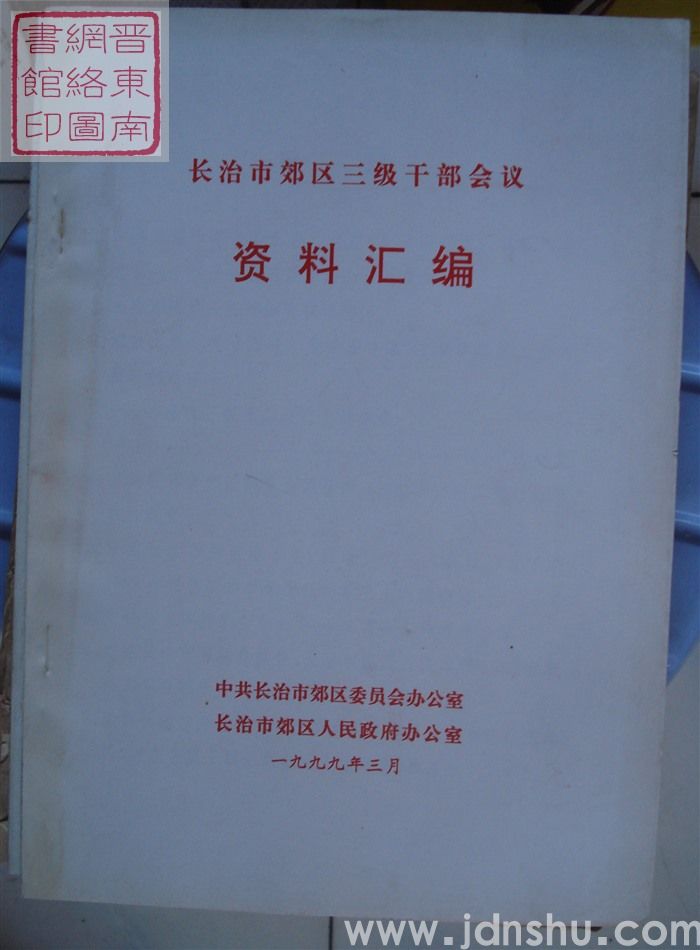 晋東南
網絡圖
書館印
长治市郊区三级干部会议
资料汇编
中共长治市郊区委员会办公室
长治市郊区人民政府办公室
一九九九年三月
www.jdnshu.com